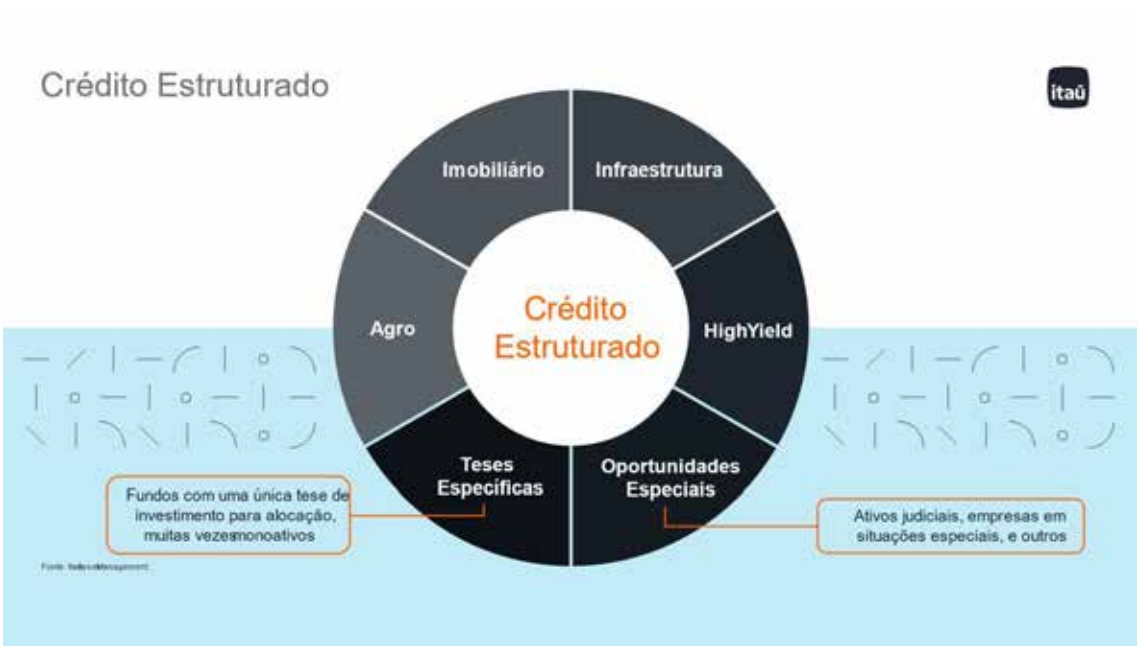 Crédito Estruturado
itaú
Imobiliário
Infraestrutura
Agro
Crédito
Estruturado
HighYield
Teses
Específicas
Oportunidades
Especiais
Fundos com uma única tese de
investimento para alocação,
muitas vezesmonoativos
Ativos judiciais, empresas em
situações especiais, e outros
Fonte: